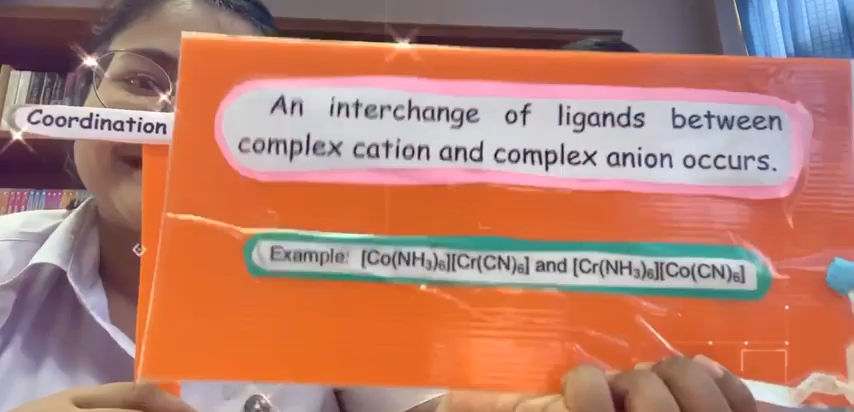 Coordination
An interchange of ligands between
complex cation and complex anion occurs.
Example: [Co(NH₃)₆][Cr(CN)₆] and [Cr(NH₃)₆][Co(CN)₆]